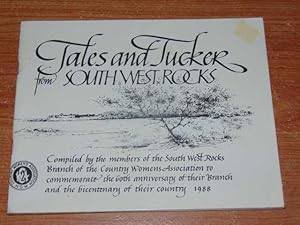 Tales and Tucker
from SOUTH WEST ROCKS
Compiled by the members of the South West Rocks
Branch of the Country Womens Association to
commemorate the 60th anniversary of their Branch
and the bicentenary of their country 1988